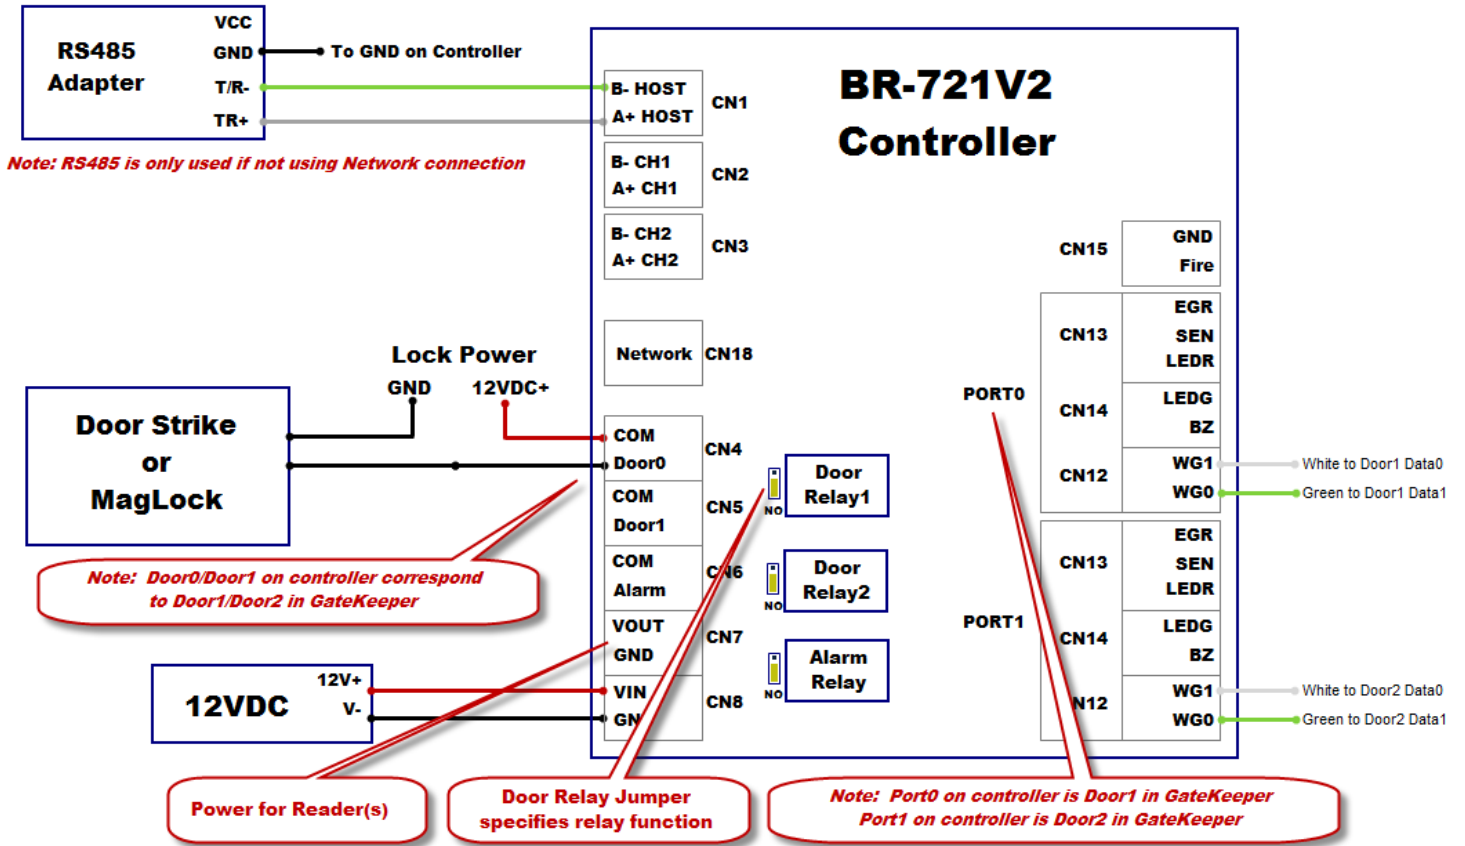 VCC
RS485
Adapter
GND
To GND on Controller
T/R-
TR+
Note: RS485 is only used if not using Network connection
BR-721V2
Controller
B- HOST
A+ HOST
CN1
B- CH1
A+ CH1
CN2
B- CH2
A+ CH2
CN3
Network
CN18
Lock Power
GND
12VDC+
Door Strike
or
MagLock
COM
Door0
CN4
COM
Door1
CN5
COM
Alarm
CN6
VOUT
GND
CN7
VIN
CN8
Note: Door0/Door1 on controller correspond
to Door1/Door2 in GateKeeper
12VDC
12V+
V-
Door
Relay1
NO
Door
Relay2
NO
Alarm
Relay
NO
CN15
GND
Fire
PORT0
CN13
EGR
SEN
LEDR
CN14
LEDG
BZ
CN12
WG1
WG0
White to Door1 Data0
Green to Door1 Data1
PORT1
CN13
EGR
SEN
LEDR
CN14
LEDG
BZ
N12
WG1
WG0
White to Door2 Data0
Green to Door2 Data1
Power for Reader(s)
Door Relay Jumper
specifies relay function
Note: Port0 on controller is Door1 in GateKeeper
Port1 on controller is Door2 in GateKeeper